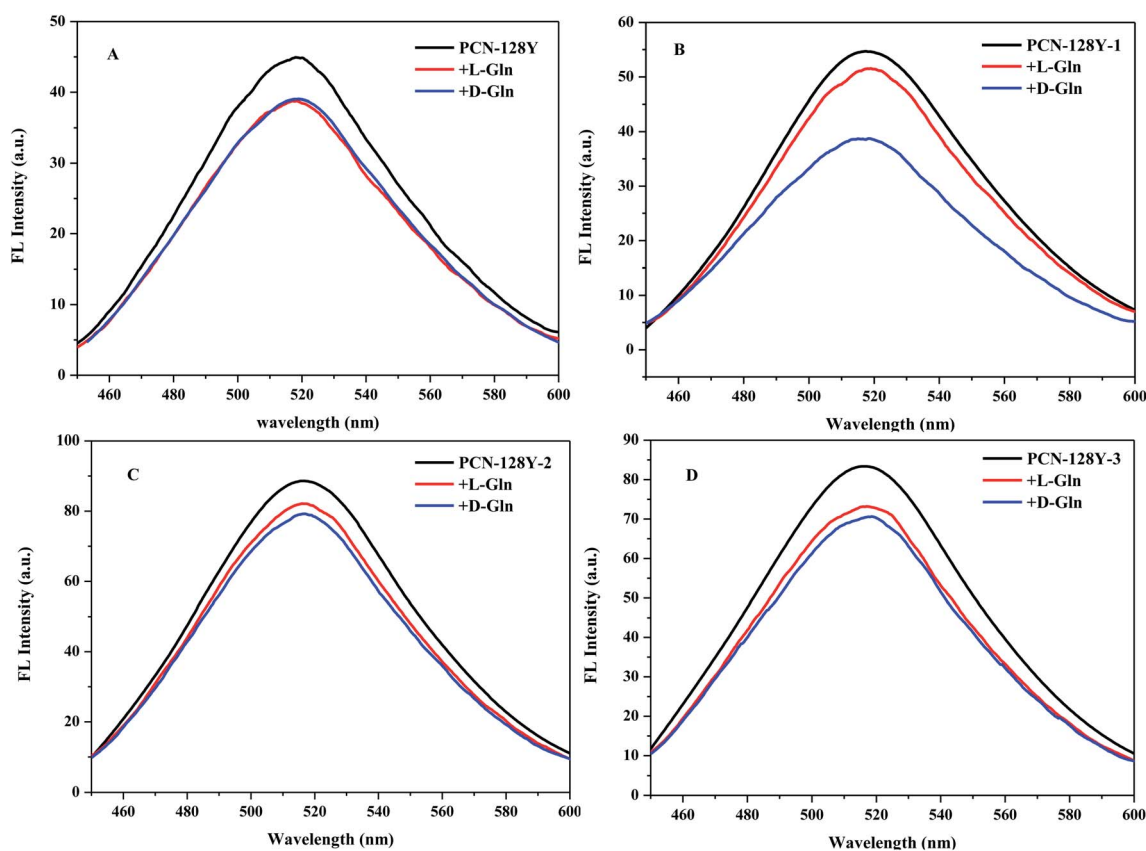 A
PCN-128Y
+L-Gln
+D-Gln
FL Intensity (a.u.)
50
40
30
20
10
0
460 480 500 520 540 560 580 600
wavelength (nm)
B
PCN-128Y-1
+L-Gln
+D-Gln
FL Intensity (a.u.)
60
50
40
30
20
10
0
460 480 500 520 540 560 580 600
Wavelength (nm)
C
PCN-128Y-2
+L-Gln
+D-Gln
FL Intensity (a.u.)
100
80
60
40
20
0
460 480 500 520 540 560 580 600
Wavelength (nm)
D
PCN-128Y-3
+L-Gln
+D-Gln
FL Intensity (a.u.)
90
80
70
60
50
40
30
20
10
0
460 480 500 520 540 560 580 600
Wavelength (nm)